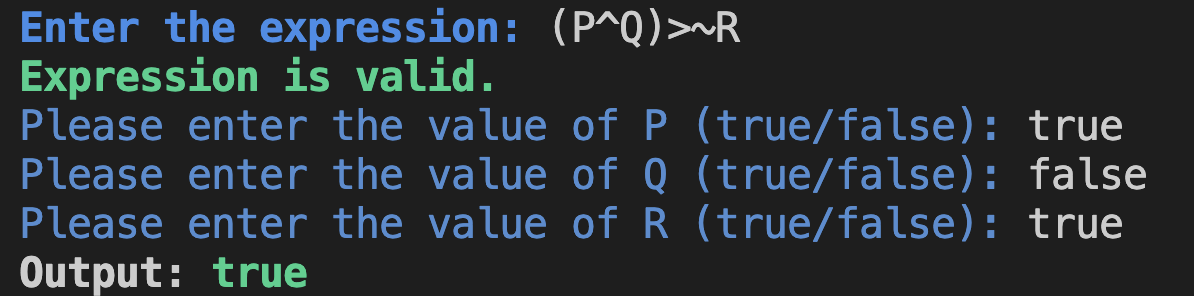 Enter the expression: (P^Q)>~R
Expression is valid.
Please enter the value of P (true/false): true
Please enter the value of Q (true/false): false
Please enter the value of R (true/false): true
Output: true